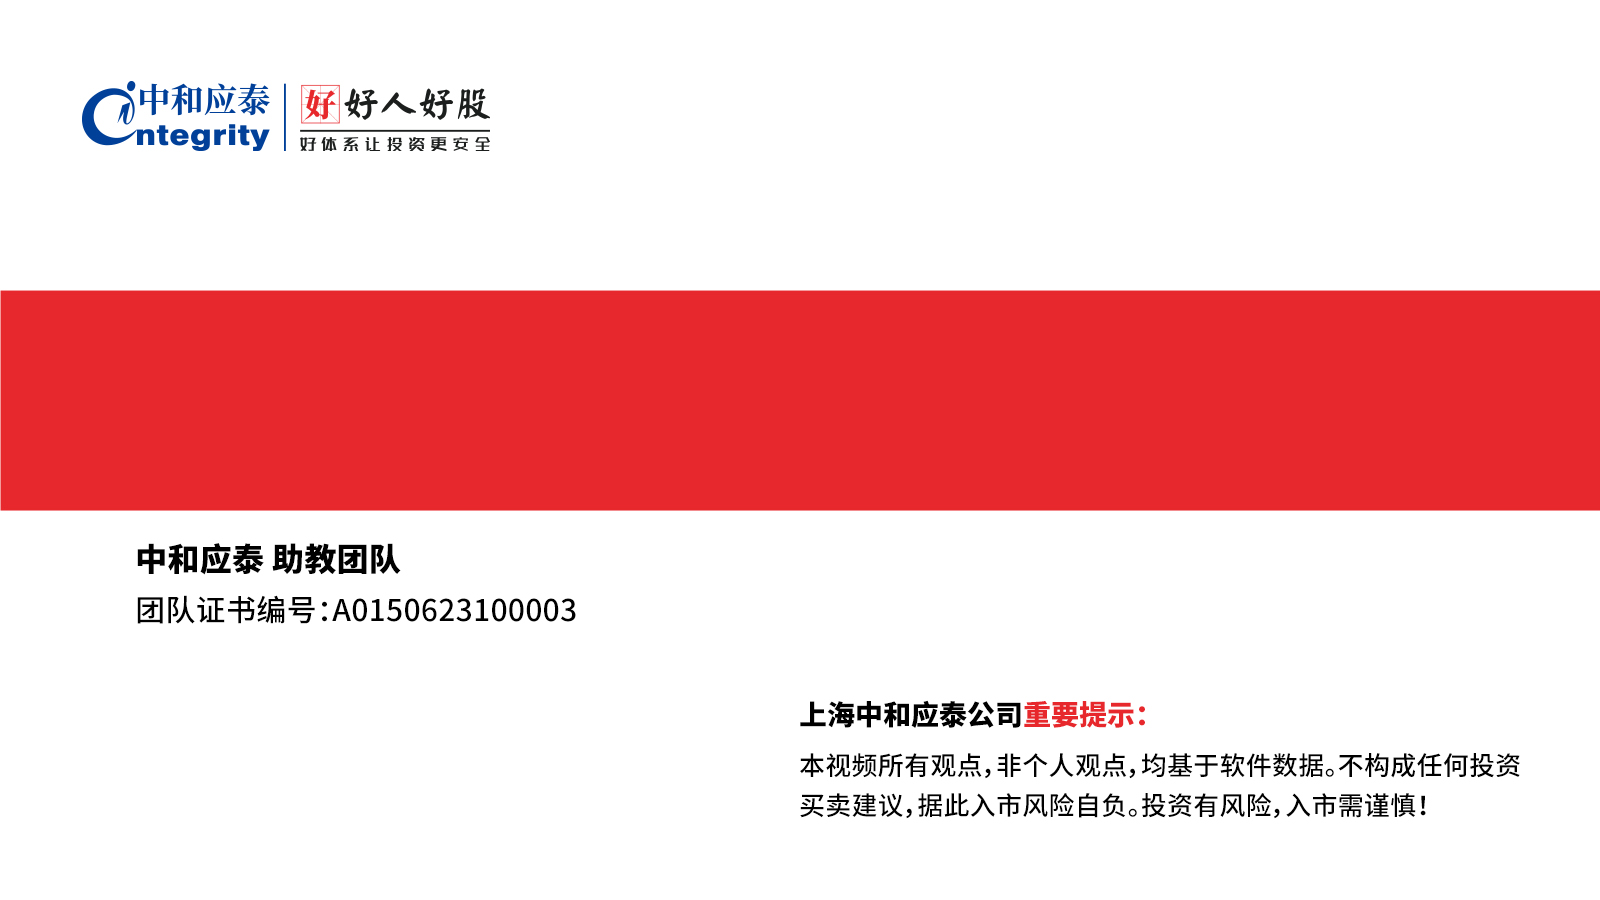 中和应泰
integrity
好 好人好股
好体系让投资更安全
中和应泰 助教团队
团队证书编号：A0150623100003
上海中和应泰公司重要提示：
本视频所有观点，非个人观点，均基于软件数据。不构成任何投资
买卖建议，据此入市风险自负。投资有风险，入市需谨慎！